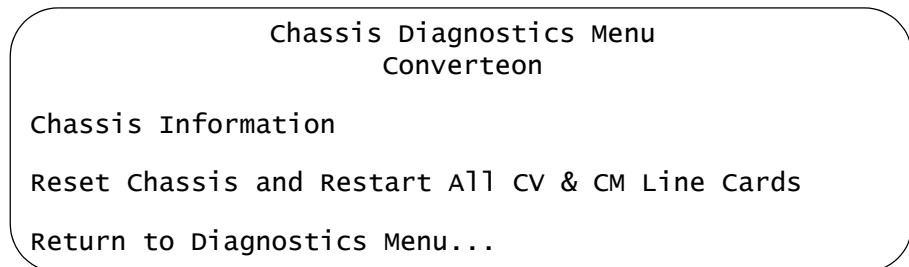 Chassis Diagnostics Menu
Converteon
Chassis Information
Reset Chassis and Restart All CV & CM Line Cards
Return to Diagnostics Menu...